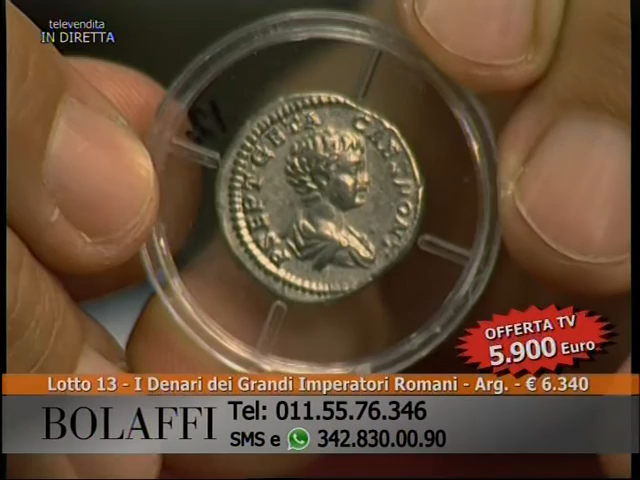 televendita
IN DIRETTA
P SEPT GETA CAES PONT
OFFERTA TV
5.900 Euro
Lotto 13 - I Denari dei Grandi Imperatori Romani - Arg. - € 6.340
BOLAFFI
Tel: 011.55.76.346
SMS e 342.830.00.90